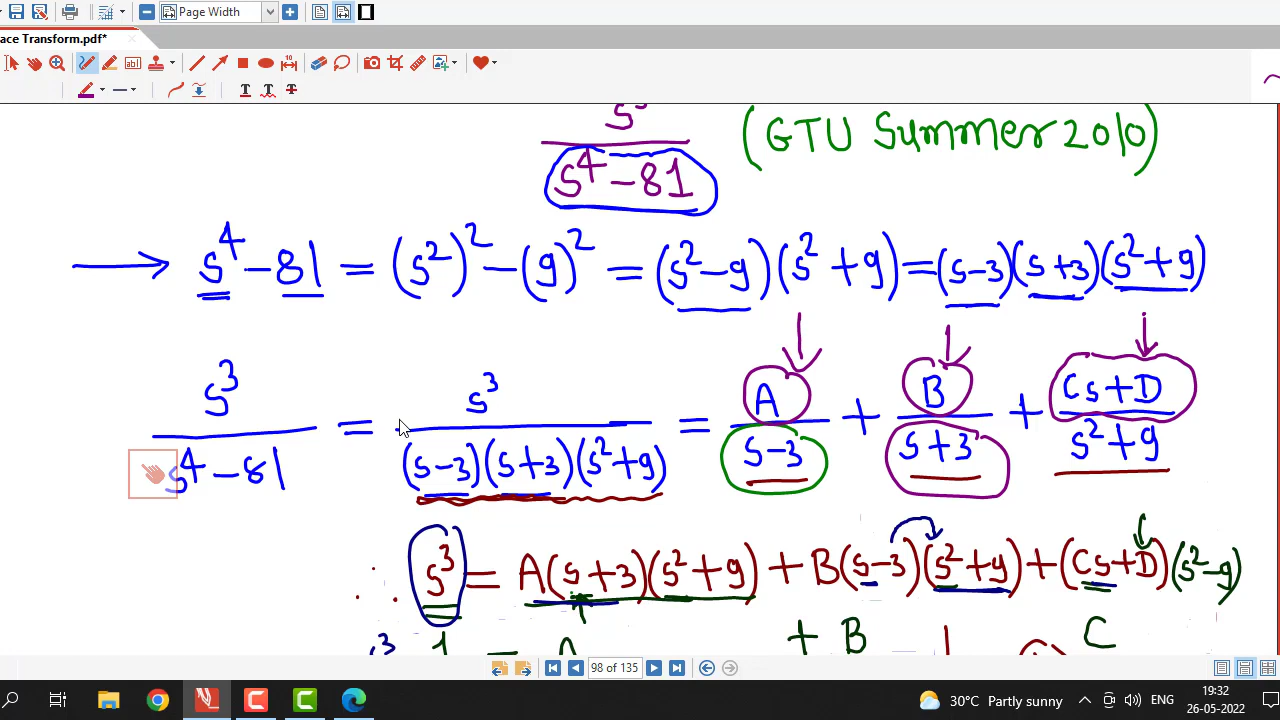 Page Width
ace Transform.pdf*
s³
s⁴-81
(GTU Summer 2010)
→ s⁴-81 = (s²)²-(9)² = (s²-9)(s²+9) = (s-3)(s+3)(s²+9)
s³/s⁴-81 = s³/(s-3)(s+3)(s²+9) = A/s-3 + B/s+3 + Cs+D/s²+9
∴ s³ = A(s+3)(s²+9) + B(s-3)(s²+9) + (Cs+D)(s²-9)
+ B
C
98 of 135
30°C Partly sunny
ENG
19:32
26-05-2022